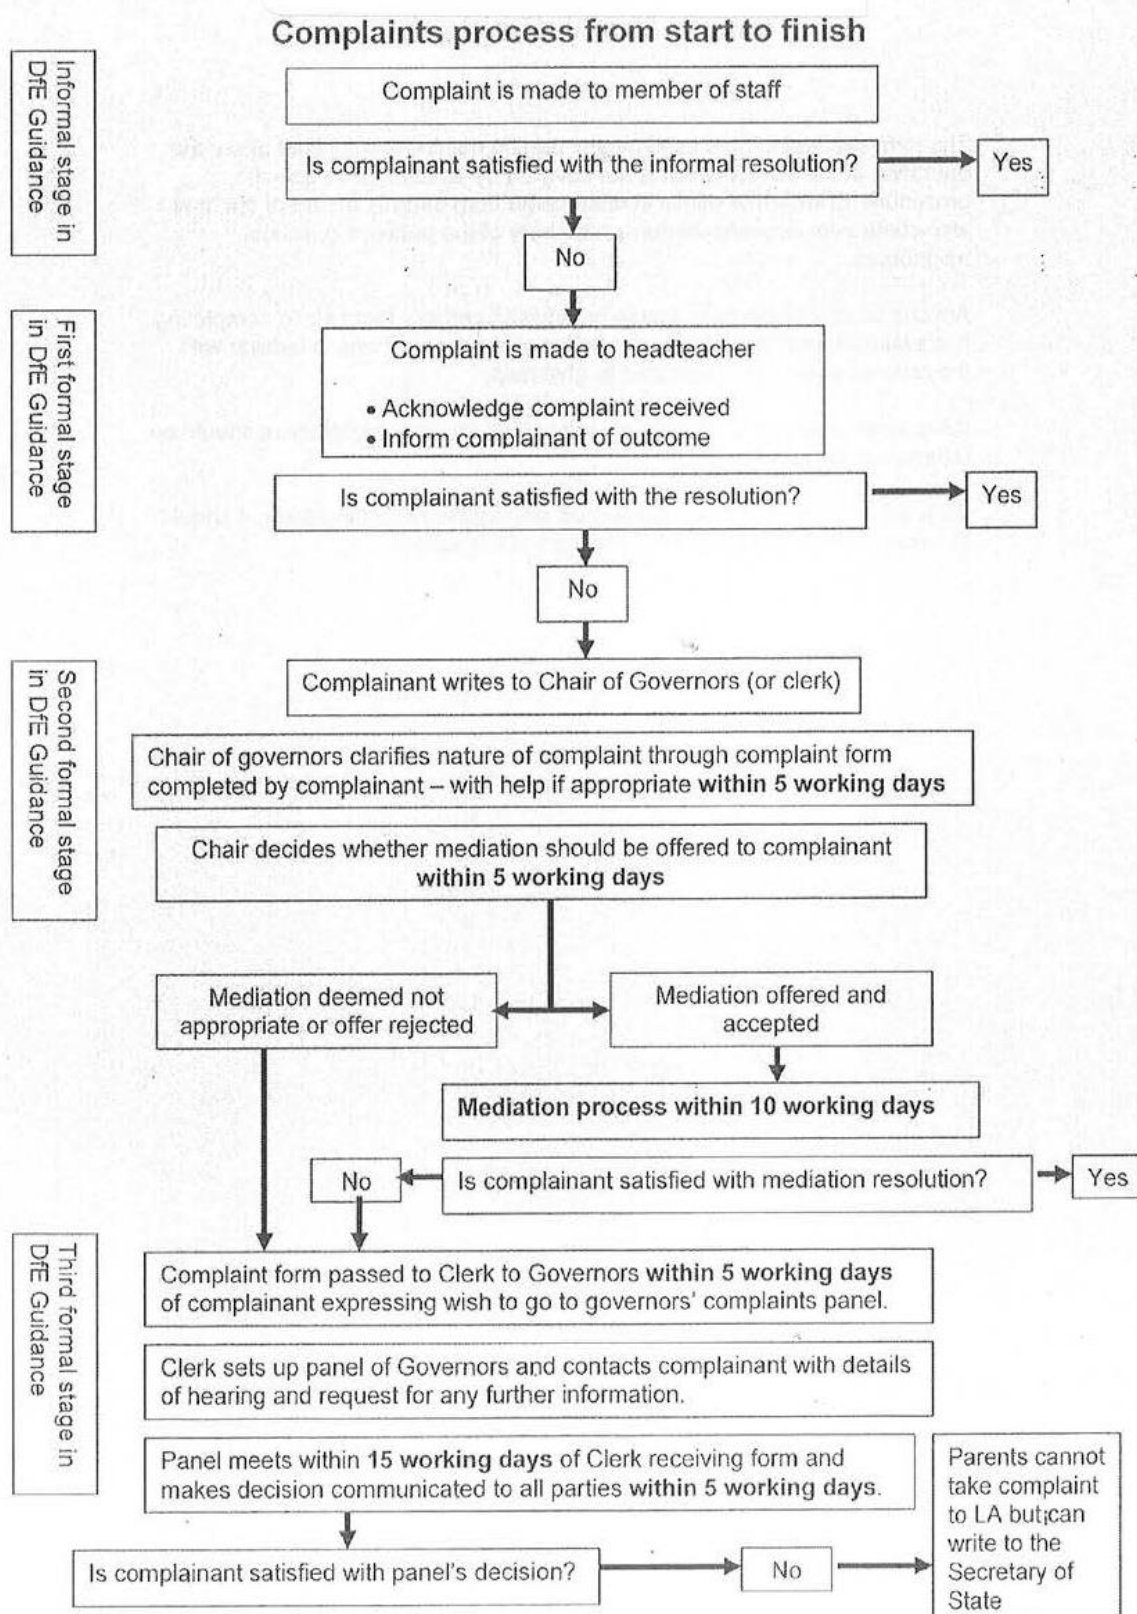 Complaints process from start to finish
Informal stage in
DfE Guidance
Complaint is made to member of staff
Is complainant satisfied with the informal resolution?
Yes
No
First formal stage
in DfE Guidance
Complaint is made to headteacher
• Acknowledge complaint received
• Inform complainant of outcome
Is complainant satisfied with the resolution?
Yes
No
Second formal stage
in DfE Guidance
Complainant writes to Chair of Governors (or clerk)
Chair of governors clarifies nature of complaint through complaint form
completed by complainant – with help if appropriate within 5 working days
Chair decides whether mediation should be offered to complainant
within 5 working days
Mediation deemed not
appropriate or offer rejected
Mediation offered and
accepted
Mediation process within 10 working days
No
Is complainant satisfied with mediation resolution?
Yes
Third formal stage in
DfE Guidance
Complaint form passed to Clerk to Governors within 5 working days
of complainant expressing wish to go to governors' complaints panel.
Clerk sets up panel of Governors and contacts complainant with details
of hearing and request for any further information.
Panel meets within 15 working days of Clerk receiving form and
makes decision communicated to all parties within 5 working days.
Is complainant satisfied with panel's decision?
No
Parents cannot
take complaint
to LA but can
write to the
Secretary of
State